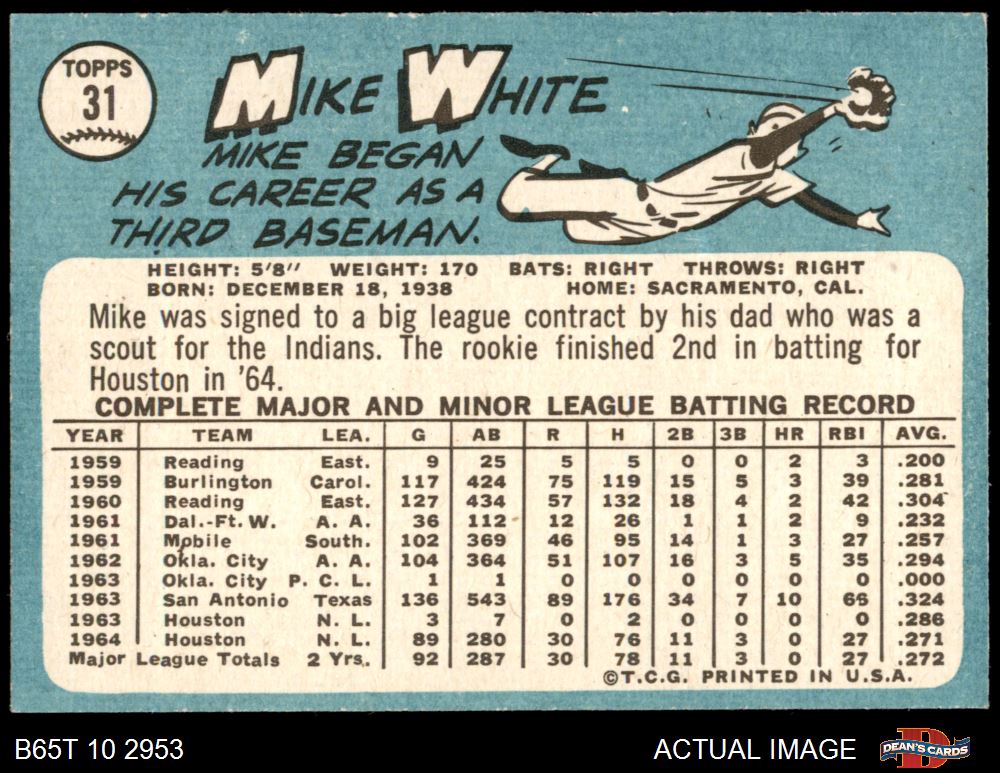 TOPPS
31
MIKE WHITE
MIKE BEGAN
HIS CAREER AS A
THIRD BASEMAN.
HEIGHT: 5'8" WEIGHT: 170 BATS: RIGHT THROWS: RIGHT
BORN: DECEMBER 18, 1938 HOME: SACRAMENTO, CAL.
Mike was signed to a big league contract by his dad who was a
scout for the Indians. The rookie finished 2nd in batting for
Houston in '64.
COMPLETE MAJOR AND MINOR LEAGUE BATTING RECORD
YEAR TEAM LEA. G AB R H 2B 3B HR RBI AVG.
1959 Reading East. 9 25 5 5 0 0 2 3 .200
1959 Burlington Carol. 117 424 75 119 15 5 3 39 .281
1960 Reading East. 127 434 57 132 18 4 2 42 .304
1961 Dal.-Ft. W. A. A. 36 112 12 26 1 1 2 9 .232
1961 Mobile South. 102 369 46 95 14 1 3 27 .257
1962 Okla. City A. A. 104 364 51 107 16 3 5 35 .294
1963 Okla. City P. C. L. 1 1 0 0 0 0 0 0 .000
1963 San Antonio Texas 136 543 89 176 34 7 10 66 .324
1963 Houston N. L. 3 7 0 2 0 0 0 0 .286
1964 Houston N. L. 89 280 30 76 11 3 0 27 .271
Major League Totals 2 Yrs. 92 287 30 78 11 3 0 27 .272
©T.C.G. PRINTED IN U.S.A.
B65T 10 2953 ACTUAL IMAGE DEAN'S CARDS